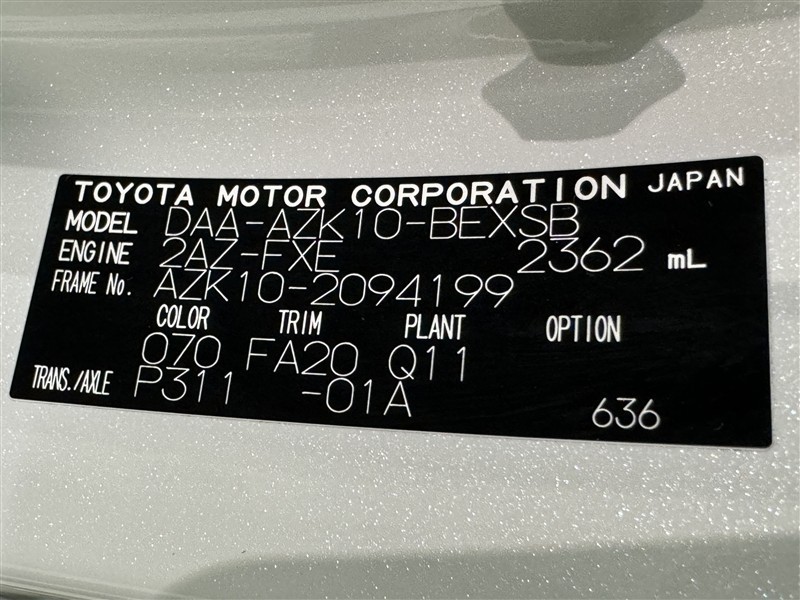 TOYOTA MOTOR CORPORATION JAPAN
MODEL DAA-AZK10-BEXSB
ENGINE 2AZ-FXE 2362 mL
FRAME No. AZK10-2094199
COLOR TRIM PLANT OPTION
070 FA20 Q11
TRANS./AXLE P311 -01A
636